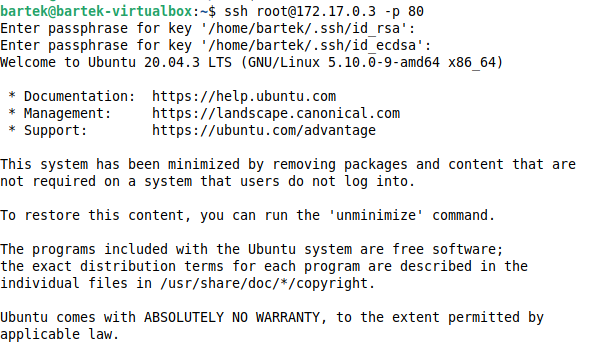 bartek@bartek-virtualbox:~$ ssh root@172.17.0.3 -p 80
Enter passphrase for key '/home/bartek/.ssh/id_rsa':
Enter passphrase for key '/home/bartek/.ssh/id_ecdsa':
Welcome to Ubuntu 20.04.3 LTS (GNU/Linux 5.10.0-9-amd64 x86_64)

 * Documentation:  https://help.ubuntu.com
 * Management:     https://landscape.canonical.com
 * Support:        https://ubuntu.com/advantage

This system has been minimized by removing packages and content that are
not required on a system that users do not log into.

To restore this content, you can run the 'unminimize' command.

The programs included with the Ubuntu system are free software;
the exact distribution terms for each program are described in the
individual files in /usr/share/doc/*/copyright.

Ubuntu comes with ABSOLUTELY NO WARRANTY, to the extent permitted by
applicable law.